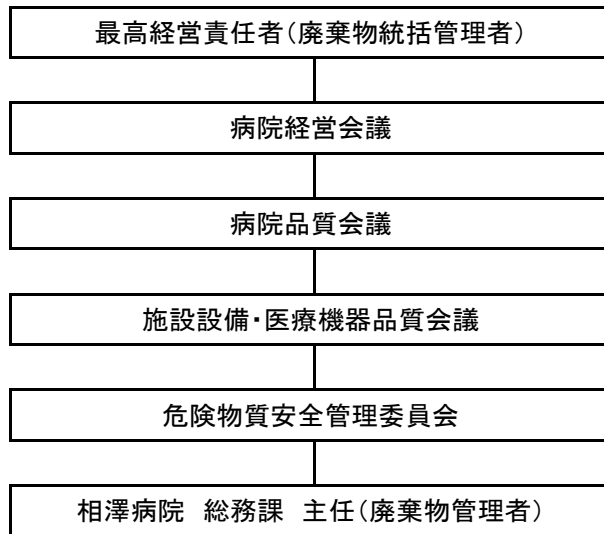 最高経営責任者（廃棄物統括管理者）
病院経営会議
病院品質会議
施設設備・医療機器品質会議
危険物質安全管理委員会
相澤病院　総務課　主任（廃棄物管理者）